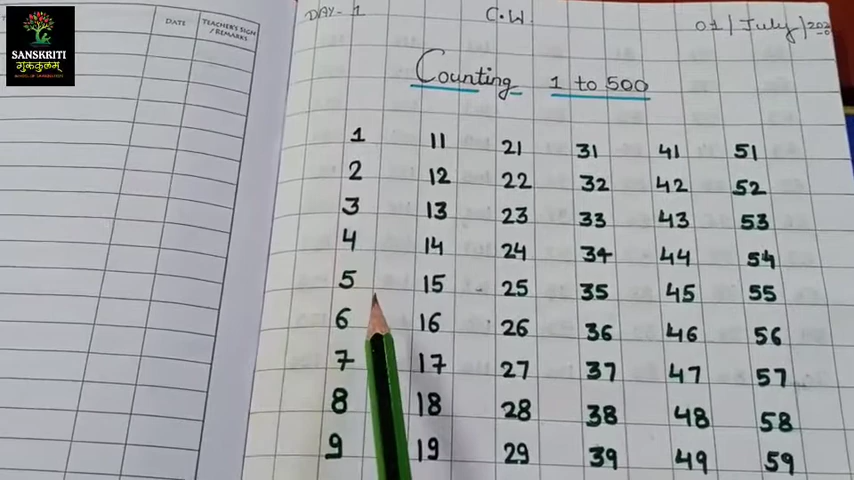 SANSKRITI
गुरुकुलम्
DATE
TEACHER'S SIGN
/ REMARKS
DAY- 1 C.W. 01 / July / 2020
Counting 1 to 500
1 11 21 31 41 51
2 12 22 32 42 52
3 13 23 33 43 53
4 14 24 34 44 54
5 15 25 35 45 55
6 16 26 36 46 56
7 17 27 37 47 57
8 18 28 38 48 58
9 19 29 39 49 59